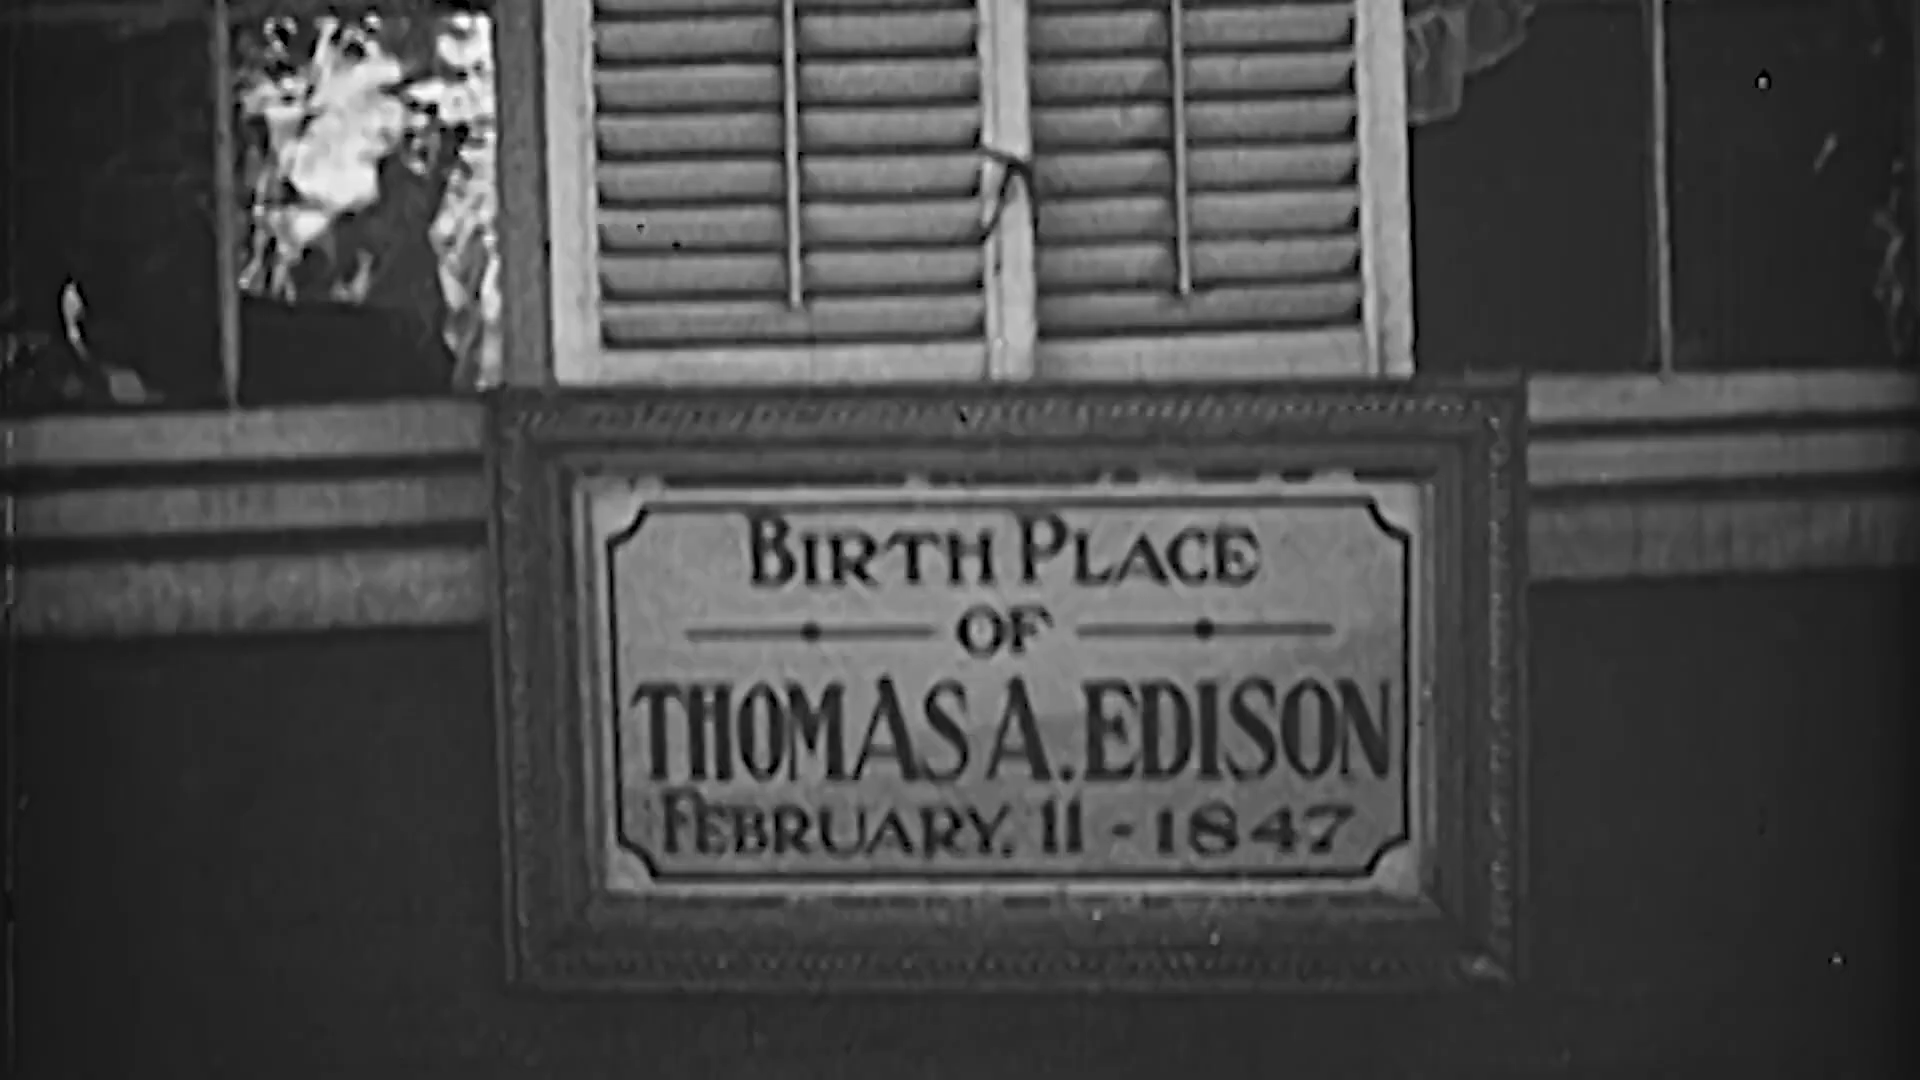 BIRTH PLACE
OF
THOMAS A. EDISON
FEBRUARY. 11 - 1847